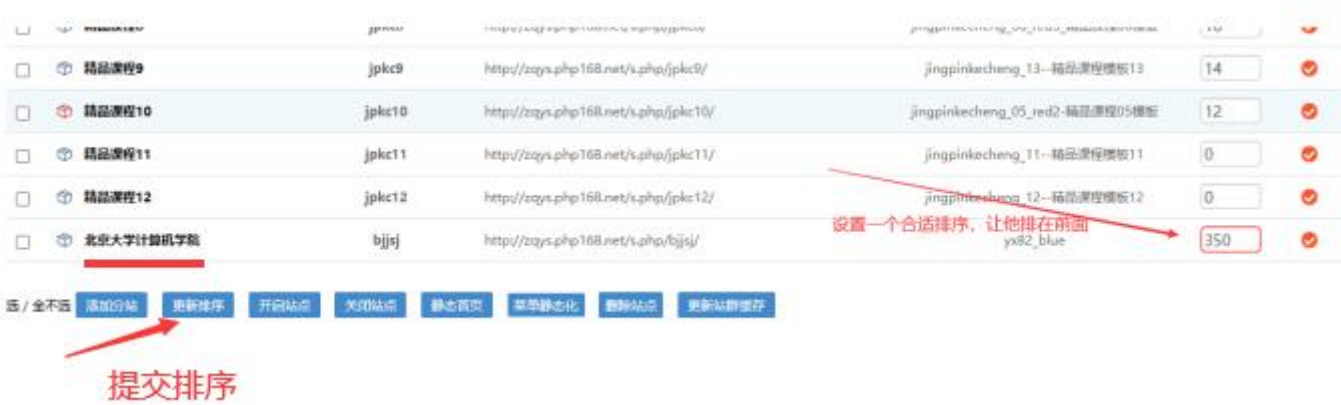 精品课程9 jpkc9 http://zqys.php168.net/s.php/jpkc9/ jingpinkecheng_13--精品课程模板13 14
精品课程10 jpkc10 http://zqys.php168.net/s.php/jpkc10/ jingpinkecheng_05_red2-精品课程05模板 12
精品课程11 jpkc11 http://zqys.php168.net/s.php/jpkc11/ jingpinkecheng_11--精品课程模板11 0
精品课程12 jpkc12 http://zqys.php168.net/s.php/jpkc12/ jingpinkecheng_12--精品课程模板12 0
设置一个合适排序，让他排在前面
北京大学计算机学院 bjjsj http://zqys.php168.net/s.php/bjjsj/ yx82_blue 350
选 / 全不选 添加分站 更新排序 开启站点 关闭站点 静态首页 菜单静态化 删除站点 更新站群缓存
提交排序